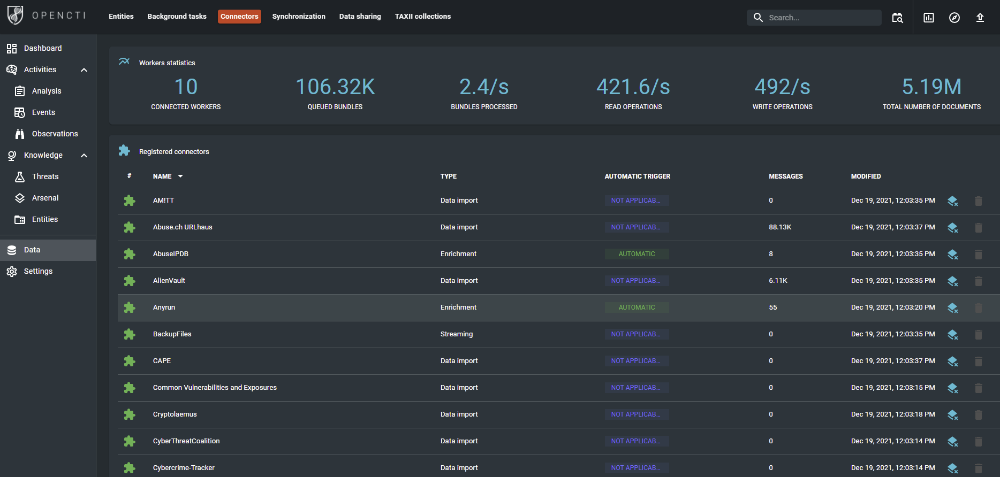 OPENCTI
Entities Background tasks Connectors Synchronization Data sharing TAXII collections
Search...
Dashboard
Activities
Analysis
Events
Observations
Knowledge
Threats
Arsenal
Entities
Data
Settings
Workers statistics
10 106.32K 2.4/s 421.6/s 492/s 5.19M
CONNECTED WORKERS QUEUED BUNDLES BUNDLES PROCESSED READ OPERATIONS WRITE OPERATIONS TOTAL NUMBER OF DOCUMENTS
Registered connectors
# NAME TYPE AUTOMATIC TRIGGER MESSAGES MODIFIED
AM!TT Data import NOT APPLICAB... 0 Dec 19, 2021, 12:03:35 PM
Abuse.ch URLhaus Data import NOT APPLICAB... 88.13K Dec 19, 2021, 12:03:37 PM
AbuseIPDB Enrichment AUTOMATIC 8 Dec 19, 2021, 12:03:35 PM
AlienVault Data import NOT APPLICAB... 6.11K Dec 19, 2021, 12:03:35 PM
Anyrun Enrichment AUTOMATIC 55 Dec 19, 2021, 12:03:20 PM
BackupFiles Streaming NOT APPLICAB... 0 Dec 19, 2021, 12:03:35 PM
CAPE Data import NOT APPLICAB... 0 Dec 19, 2021, 12:03:37 PM
Common Vulnerabilities and Exposures Data import NOT APPLICAB... 0 Dec 19, 2021, 12:03:15 PM
Cryptolaemus Data import NOT APPLICAB... 0 Dec 19, 2021, 12:03:18 PM
CyberThreatCoalition Data import NOT APPLICAB... 0 Dec 19, 2021, 12:03:14 PM
Cybercrime-Tracker Data import NOT APPLICAB... 0 Dec 19, 2021, 12:03:14 PM